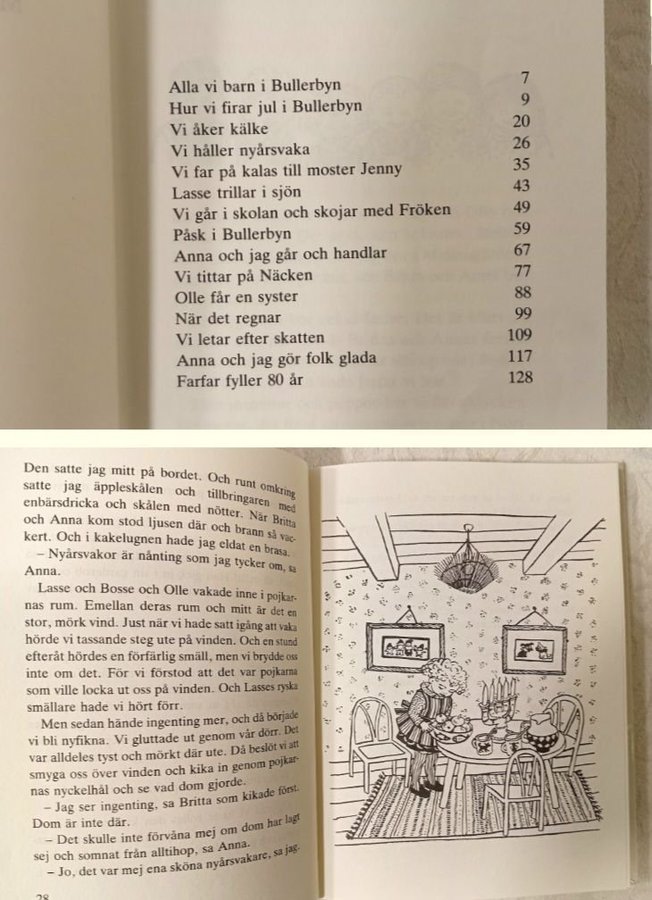 Alla vi barn i Bullerbyn 7
Hur vi firar jul i Bullerbyn 9
Vi åker kälke 20
Vi håller nyårsvaka 26
Vi far på kalas till moster Jenny 35
Lasse trillar i sjön 43
Vi går i skolan och skojar med Fröken 49
Påsk i Bullerbyn 59
Anna och jag går och handlar 67
Vi tittar på Näcken 77
Olle får en syster 88
När det regnar 99
Vi letar efter skatten 109
Anna och jag gör folk glada 117
Farfar fyller 80 år 128
Den satte jag mitt på bordet. Och runt omkring
satte jag äppleskålen och tillbringaren med
enbärsdricka och skålen med nötter. När Britta
och Anna kom stod ljusen där och brann så vac-
kert. Och i kakelugnen hade jag eldat en brasa.
– Nyårsvakor är nånting som jag tycker om, sa
Anna.
Lasse och Bosse och Olle vakade inne i pojkar-
nas rum. Emellan deras rum och mitt är det en
stor, mörk vind. Just när vi hade satt igång att vaka
hörde vi tassande steg ute på vinden. Och en stund
efteråt hördes en förfärlig smäll, men vi brydde oss
inte om det. För vi förstod att det var pojkarna
som ville locka ut oss på vinden. Och Lasses ryska
smällare hade vi hört förr.
Men sedan hände ingenting mer, och då började
vi bli nyfikna. Vi gluttade ut genom vår dörr. Det
var alldeles tyst och mörkt där ute. Då beslöt vi att
smyga oss över vinden och kika in genom pojkar-
nas nyckelhål och se vad dom gjorde.
– Jag ser ingenting, sa Britta som kikade först.
Dom är inte där.
– Det skulle inte förvåna mej om dom har lagt
sej och somnat från alltihop, sa Anna.
– Jo, det var mej ena sköna nyårsvakare, sa jag.
28